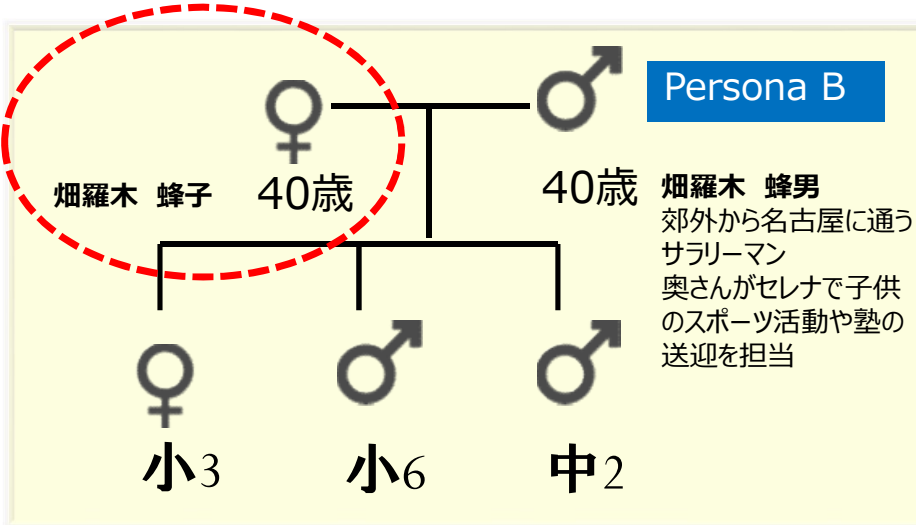 Persona B
畑羅木 蜂子
40歳
40歳
畑羅木 蜂男
郊外から名古屋に通う
サラリーマン
奥さんがセレナで子供
のスポーツ活動や塾の
送迎を担当
小3
小6
中2